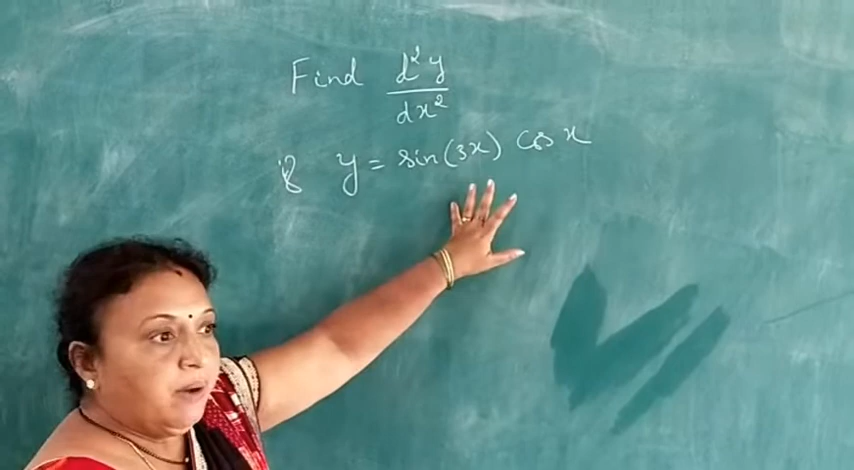 Find d²y/dx²
if y = sin(3x) cos x